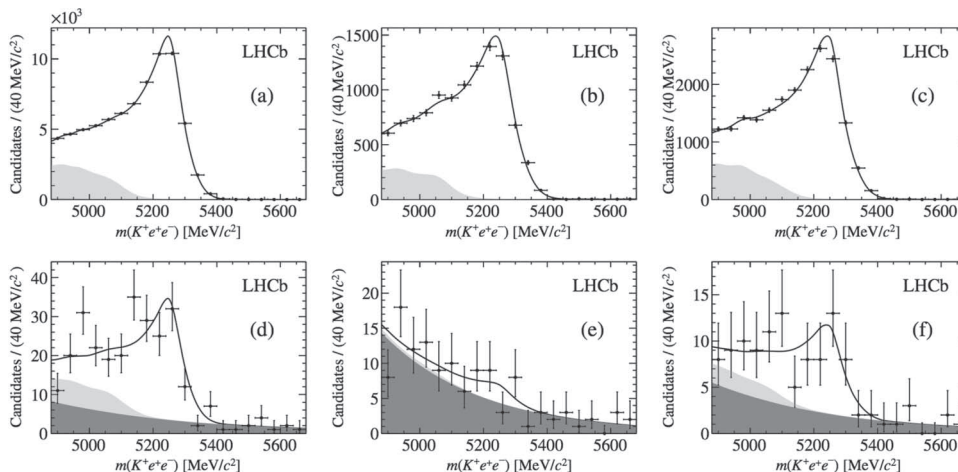 ×10³
Candidates / (40 MeV/c²)
10
5
0
LHCb
(a)
5000 5200 5400 5600
m(K⁺e⁺e⁻) [MeV/c²]
Candidates / (40 MeV/c²)
1500
1000
500
0
LHCb
(b)
5000 5200 5400 5600
m(K⁺e⁺e⁻) [MeV/c²]
Candidates / (40 MeV/c²)
2000
1000
0
LHCb
(c)
5000 5200 5400 5600
m(K⁺e⁺e⁻) [MeV/c²]
Candidates / (40 MeV/c²)
50
40
30
20
10
0
LHCb
(d)
5000 5200 5400 5600
m(K⁺e⁺e⁻) [MeV/c²]
Candidates / (40 MeV/c²)
25
20
15
10
5
0
LHCb
(e)
5000 5200 5400 5600
m(K⁺e⁺e⁻) [MeV/c²]
Candidates / (40 MeV/c²)
15
10
5
0
LHCb
(f)
5000 5200 5400 5600
m(K⁺e⁺e⁻) [MeV/c²]